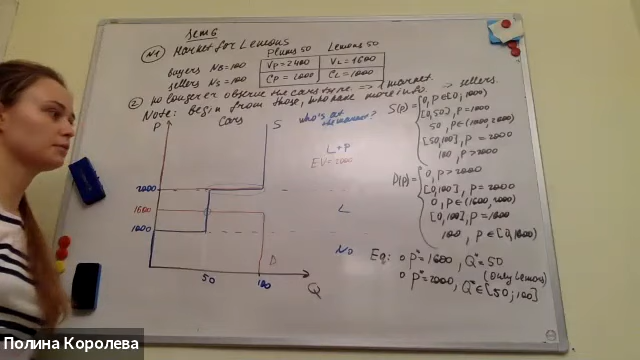 Sem 6
№1 Market for Lemons
Plums 50 Lemons 50
buyers NB=100 VP=2400 VL=1600
sellers NS=100 CP=2000 CL=1000
② no longer observe the cars type. => 1 market.
Note: begin from those, who have more info. -> sellers.
P Cars S who's at the market?
S(p)= 0, p∈[0;1000)
[0,50], p=1000
50, p∈(1000,2000)
[50,100], p=2000
100, p>2000
L+P
EV=2000
2000
1600 L
1000 No
50 100 D
Q
D(p)= 0, p>2000
[0,100], p=2000
0, p∈(1600,2000)
[0,100], p=1600
100, p∈[0,1600)
Eq: o P*=1600, Q*=50
(Only Lemons)
o P*=2000, Q*∈[50;100]
Полина Королева